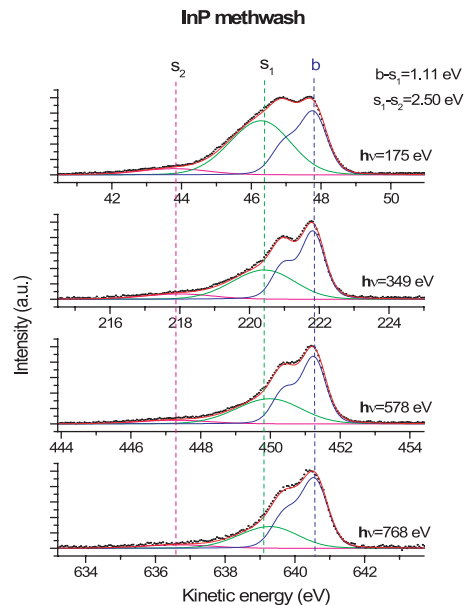 InP methwash
s₂ s₁ b
b-s₁=1.11 eV
s₁-s₂=2.50 eV
hν=175 eV
42 44 46 48 50
hν=349 eV
216 218 220 222 224
Intensity (a.u.)
hν=578 eV
444 446 448 450 452 454
hν=768 eV
634 636 638 640 642
Kinetic energy (eV)